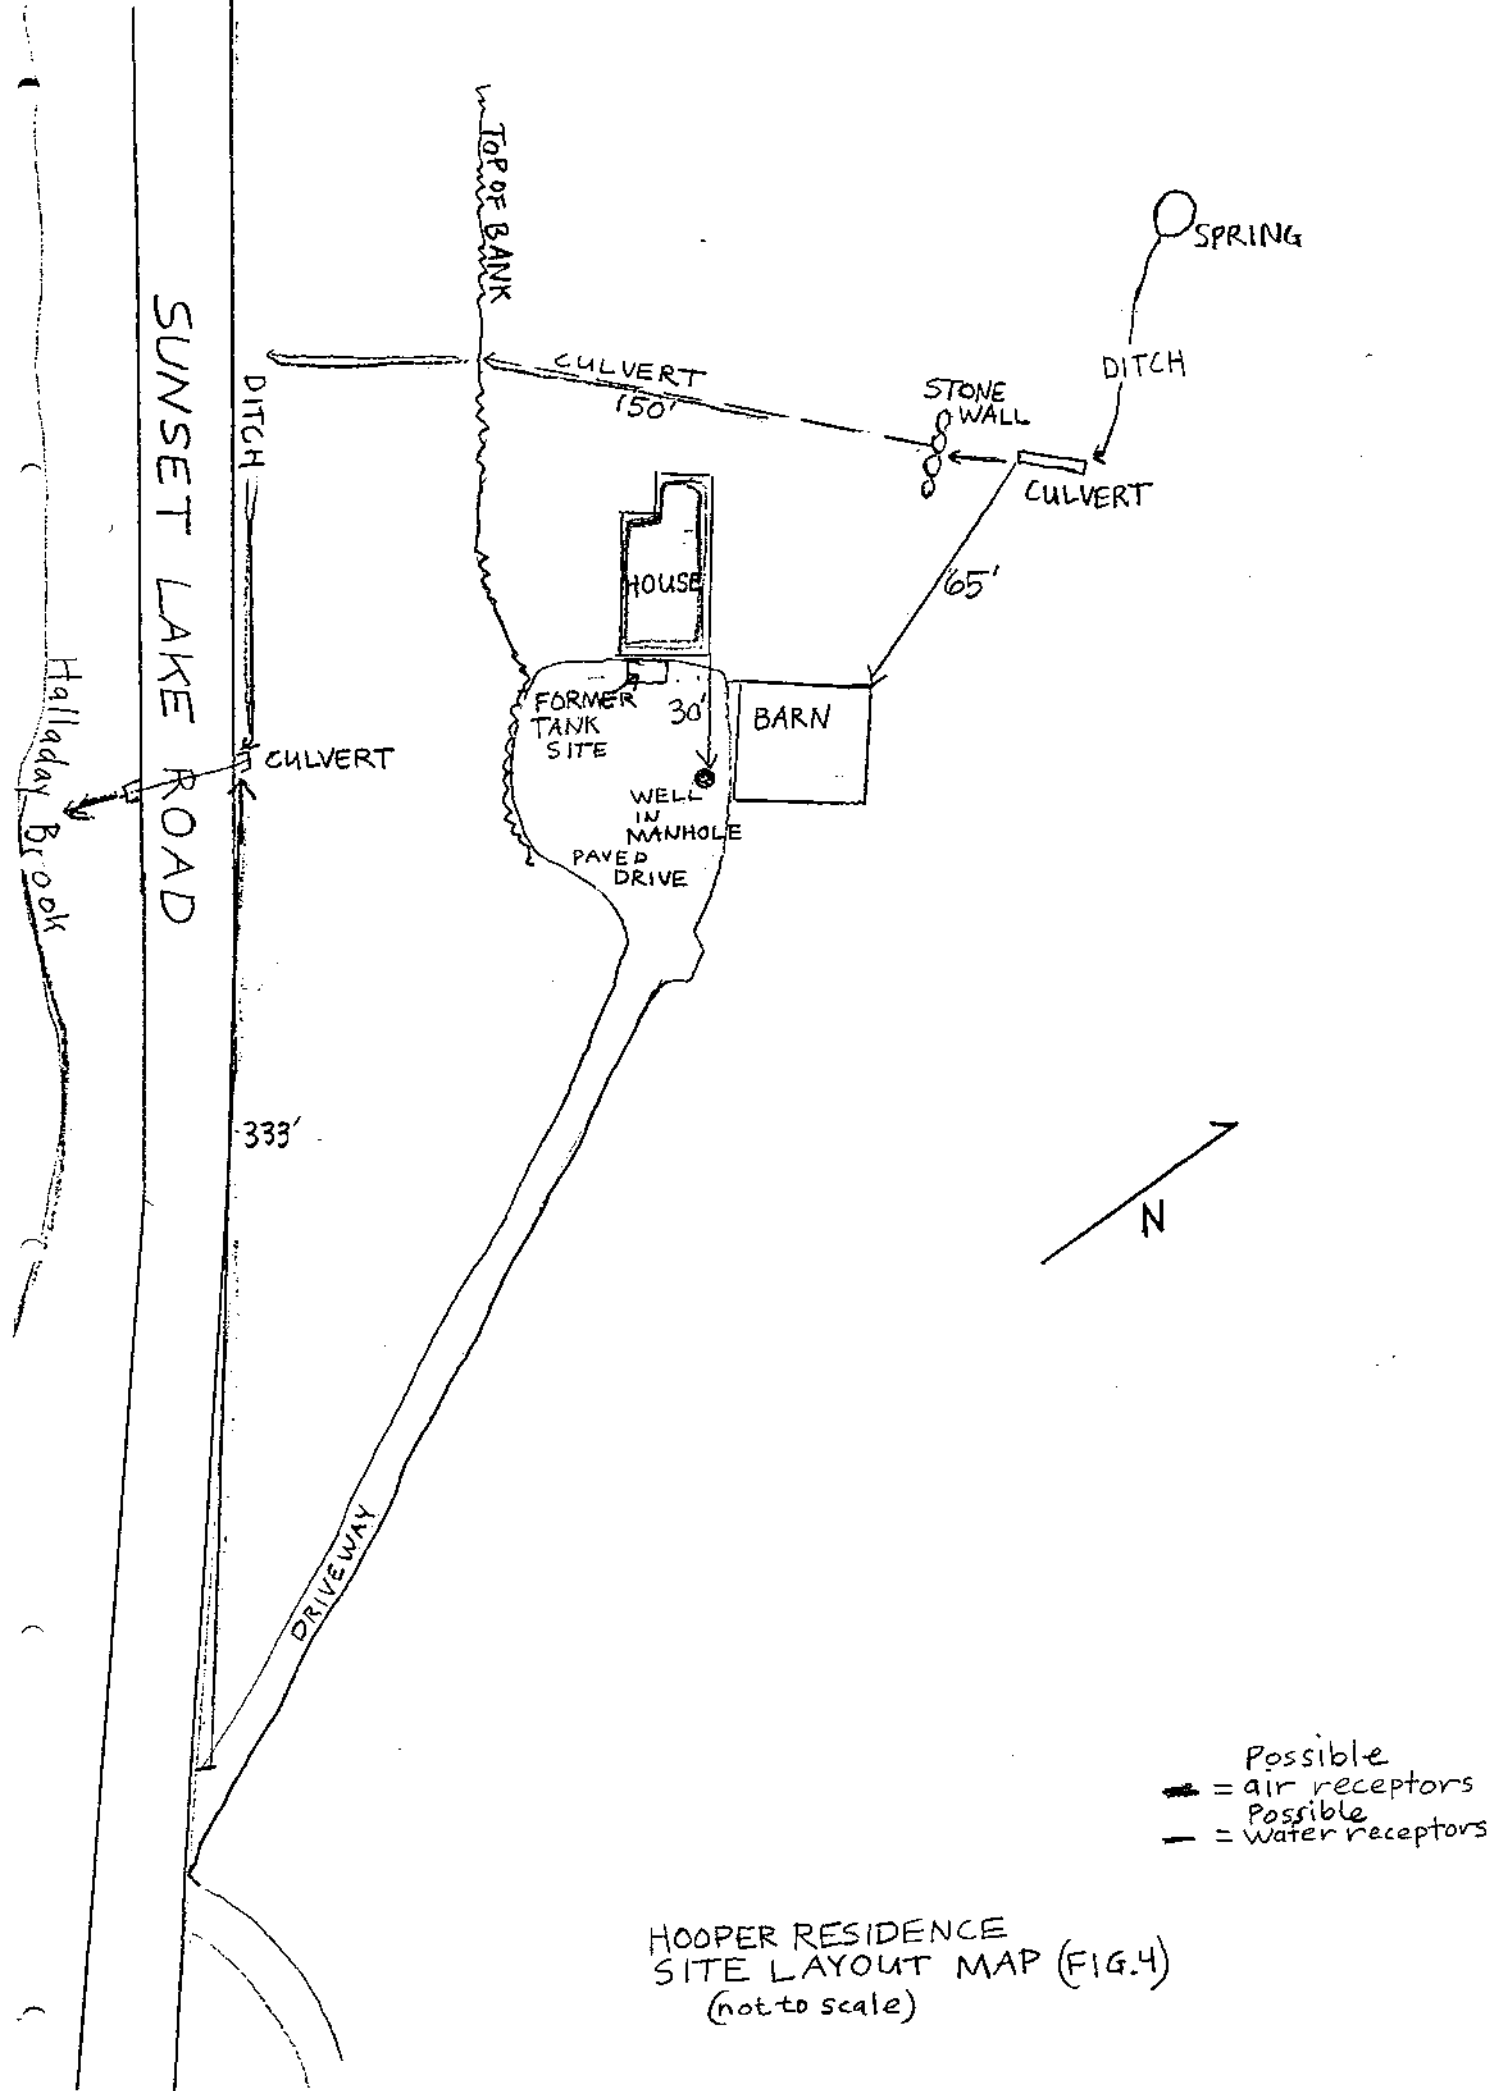 TOP OF BANK
SPRING
SUNSET LAKE ROAD
DITCH
CULVERT
150'
STONE
WALL
DITCH
CULVERT
HOUSE
65'
Halladay Brook
FORMER
TANK
SITE
30'
BARN
CULVERT
WELL
IN
MANHOLE
PAVED
DRIVE
333'
N
DRIVEWAY
Possible
= air receptors
Possible
= water receptors
HOOPER RESIDENCE
SITE LAYOUT MAP (FIG.4)
(not to scale)